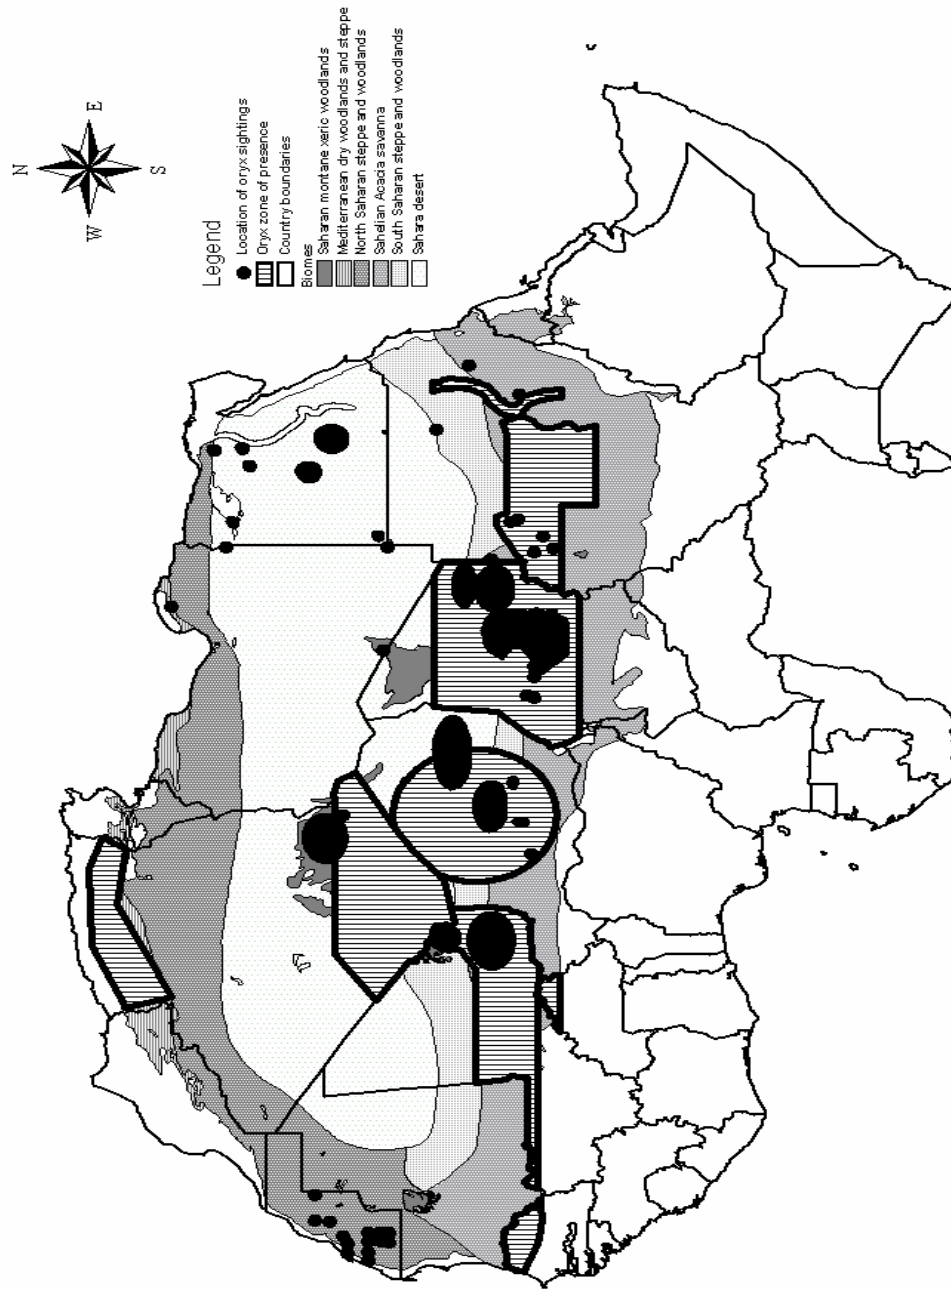 N
W E
S
Legend
Location of oryx sightings
Oryx zone of presence
Country boundaries
Biomes
Saharan montane xeric woodlands
Mediterranean dry woodlands and steppe
North Saharan steppe and woodlands
Sahelian Acacia savanna
South Saharan steppe and woodlands
Sahara desert